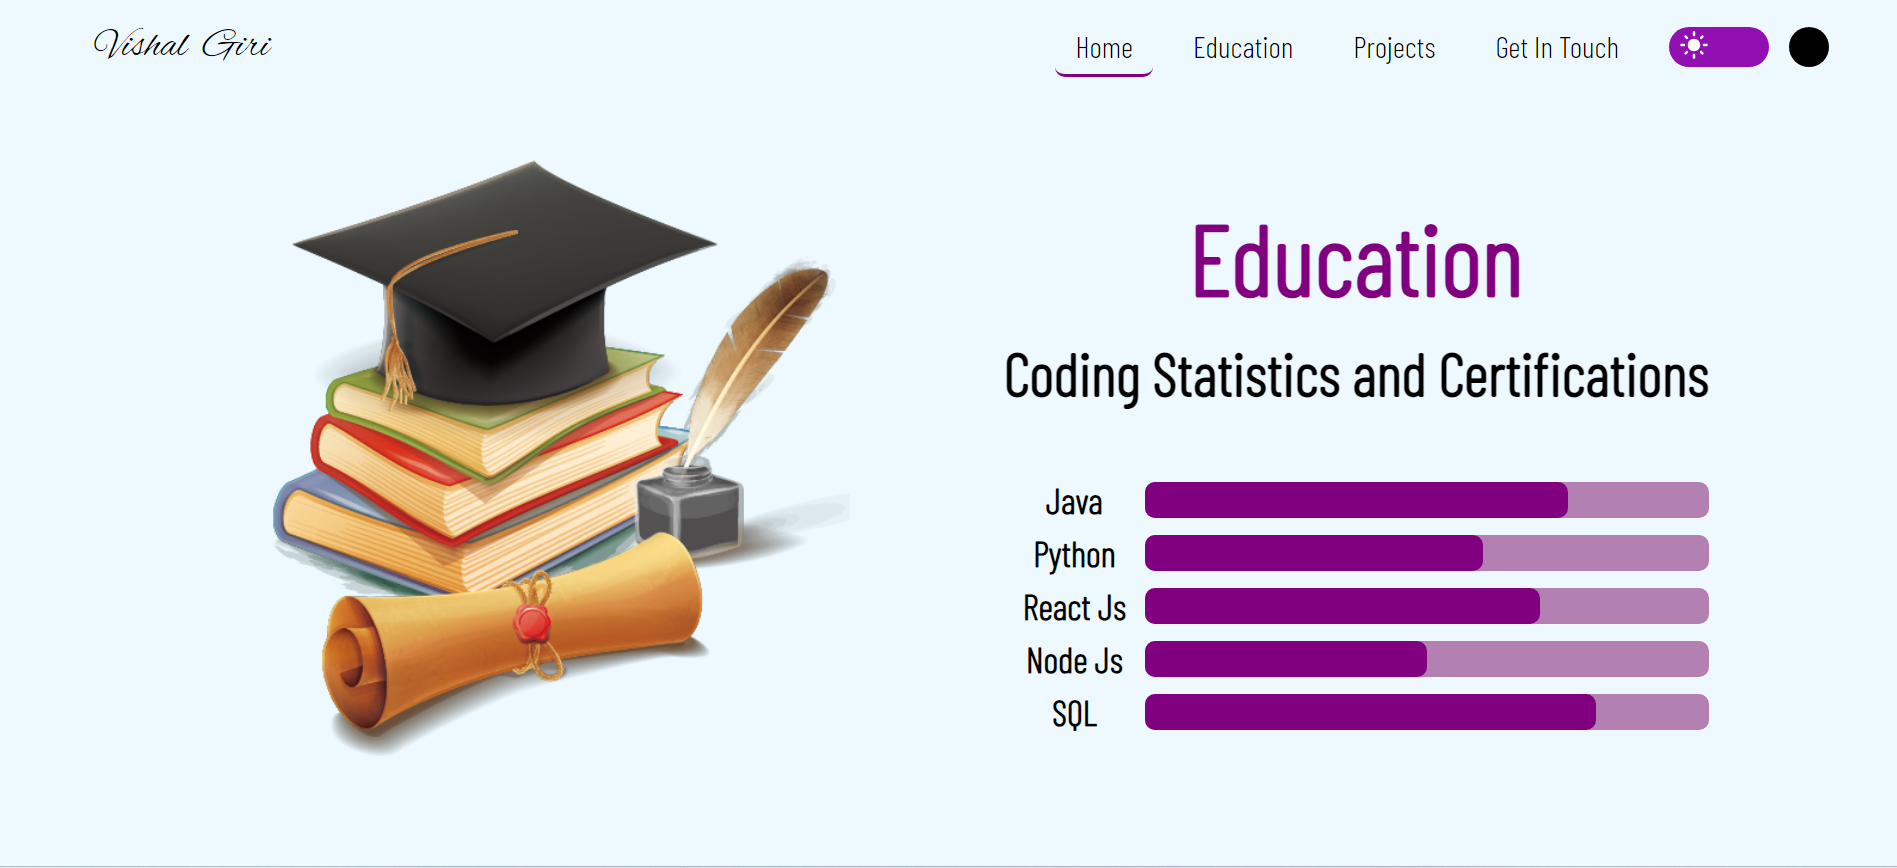 Vishal Giri
Home Education Projects Get In Touch
Education
Coding Statistics and Certifications
Java
Python
React Js
Node Js
SQL